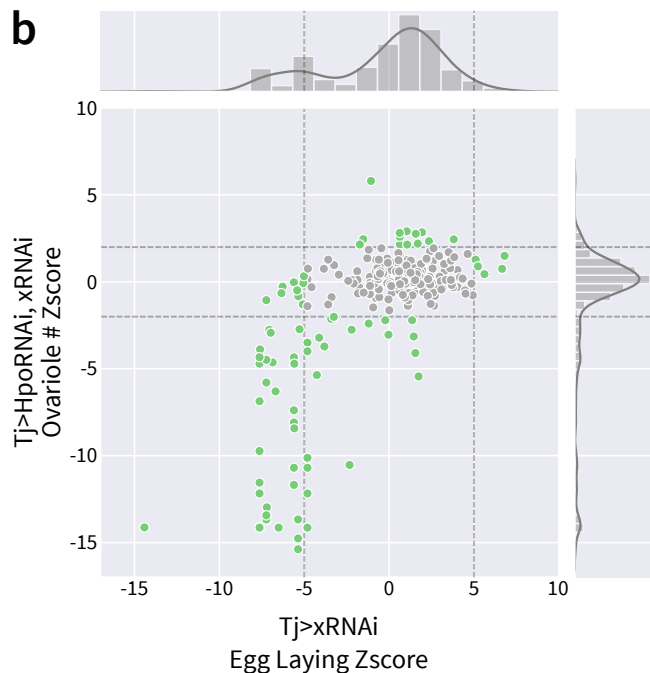 b
10
5
0
-5
-10
-15
Tj>HpoRNAi, xRNAi
Ovariole # Zscore
-15
-10
-5
0
5
10
Tj>xRNAi
Egg Laying Zscore